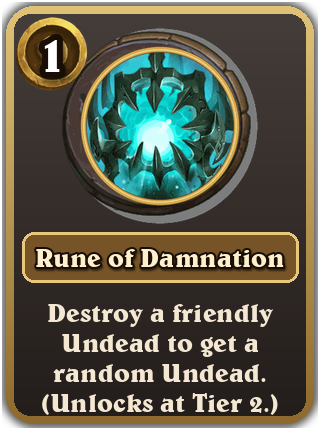 1
Rune of Damnation
Destroy a friendly
Undead to get a
random Undead.
(Unlocks at Tier 2.)